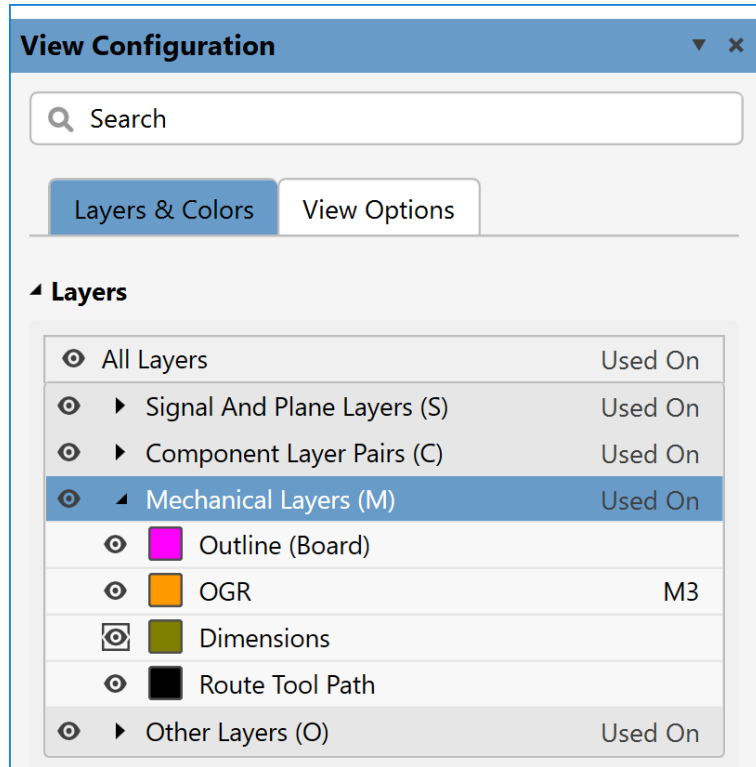 View Configuration
Search
Layers & Colors View Options
Layers
All Layers Used On
Signal And Plane Layers (S) Used On
Component Layer Pairs (C) Used On
Mechanical Layers (M) Used On
Outline (Board)
OGR M3
Dimensions
Route Tool Path
Other Layers (O) Used On